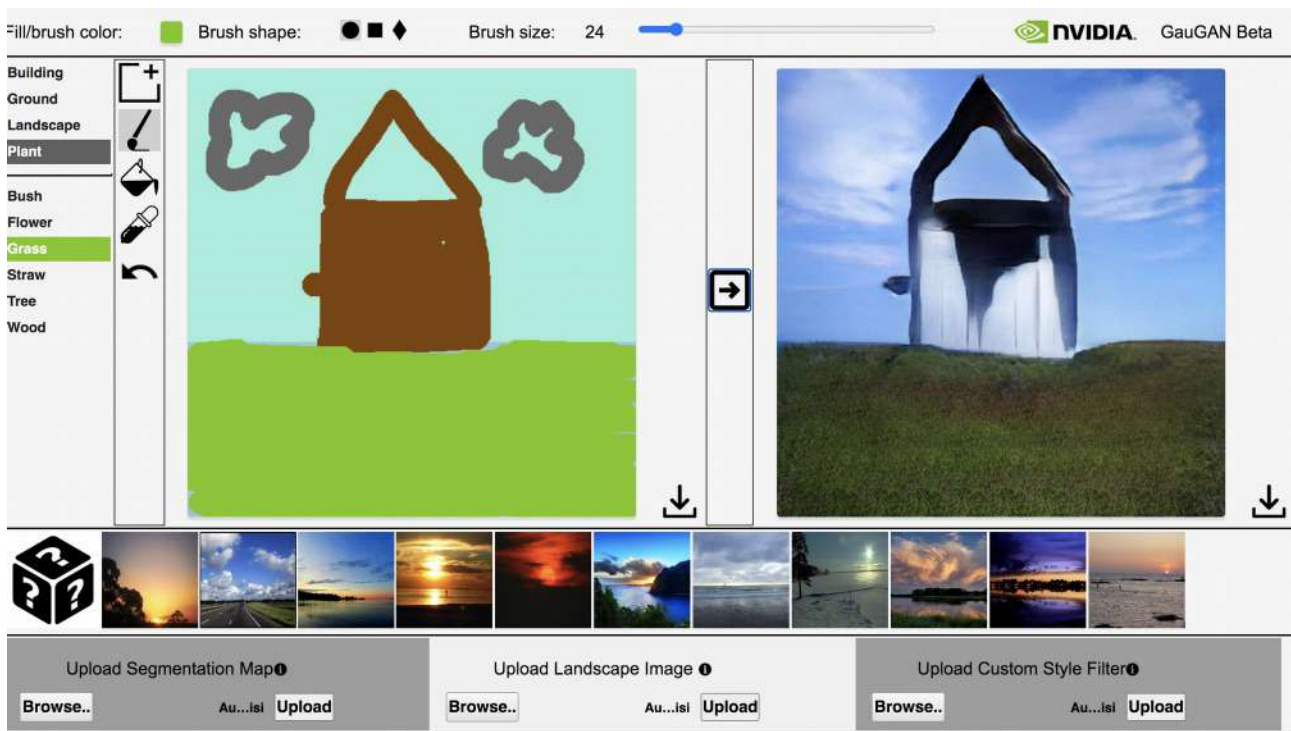 Fill/brush color: Brush shape: Brush size: 24 NVIDIA. GauGAN Beta
Building
Ground
Landscape
Plant
Bush
Flower
Grass
Straw
Tree
Wood
? ? ?
Upload Segmentation Map Upload Landscape Image Upload Custom Style Filter
Browse.. Au...isi Upload Browse.. Au...isi Upload Browse.. Au...isi Upload